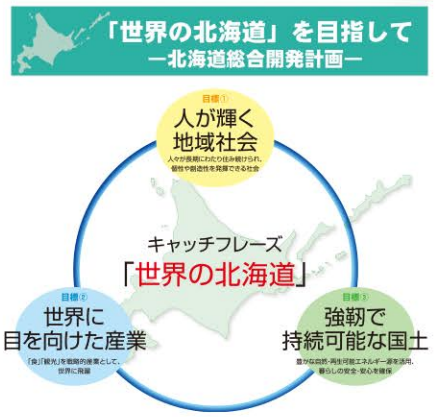 「世界の北海道」を目指して
―北海道総合開発計画―
目標①
人が輝く
地域社会
人々が長期にわたり住み続けられ、
個性や創造性を発揮できる社会
キャッチフレーズ
「世界の北海道」
目標②
世界に
目を向けた産業
「食」「観光」を戦略的産業として、
世界に飛躍
目標③
強靭で
持続可能な国土
豊かな自然・再生可能エネルギー源を活用、
暮らしの安全・安心を確保